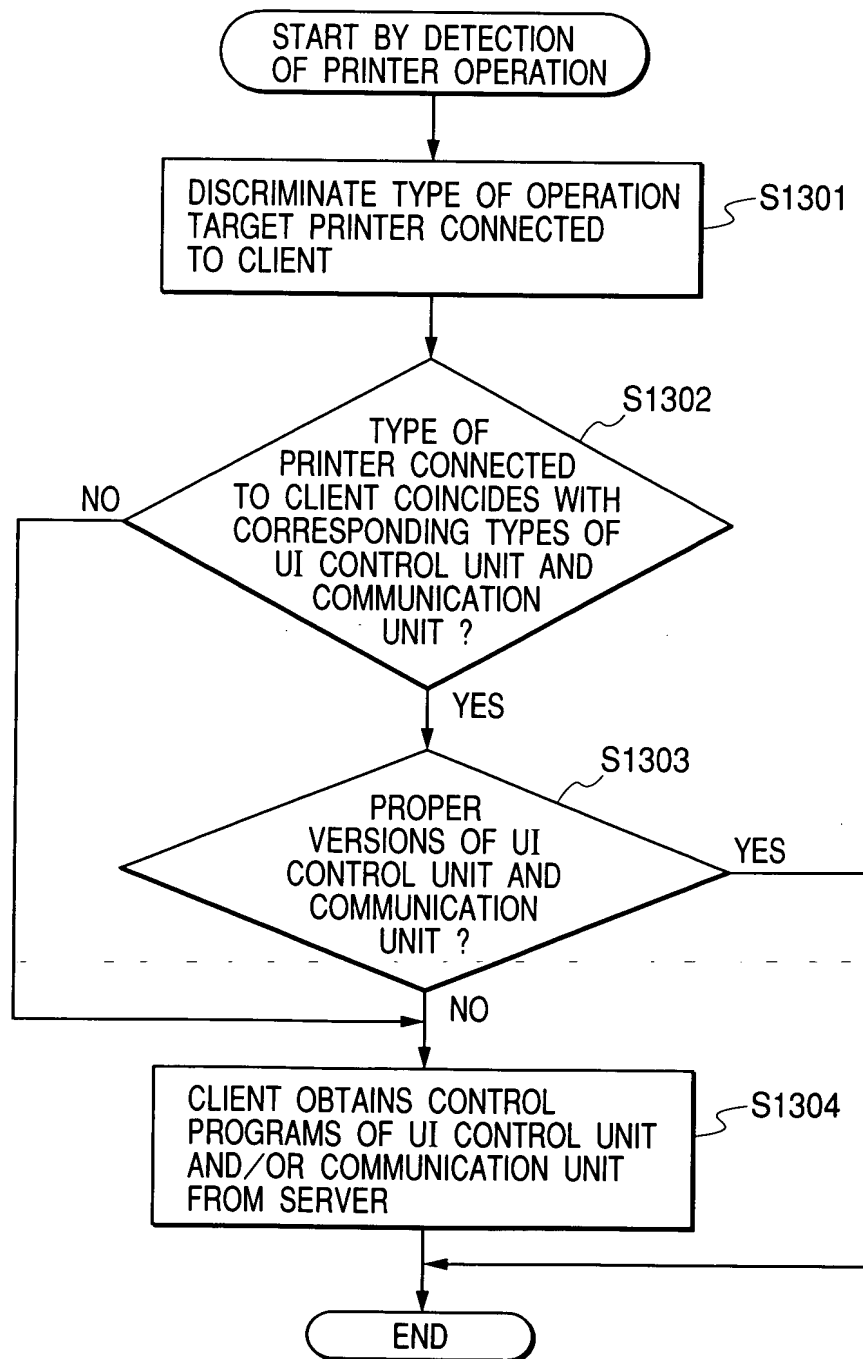 START BY DETECTION
OF PRINTER OPERATION
DISCRIMINATE TYPE OF OPERATION
TARGET PRINTER CONNECTED
TO CLIENT
S1301
S1302
TYPE OF
PRINTER CONNECTED
TO CLIENT COINCIDES WITH
CORRESPONDING TYPES OF
UI CONTROL UNIT AND
COMMUNICATION
UNIT ?
NO
YES
S1303
PROPER
VERSIONS OF UI
CONTROL UNIT AND
COMMUNICATION
UNIT ?
YES
NO
CLIENT OBTAINS CONTROL
PROGRAMS OF UI CONTROL UNIT
AND/OR COMMUNICATION UNIT
FROM SERVER
S1304
END